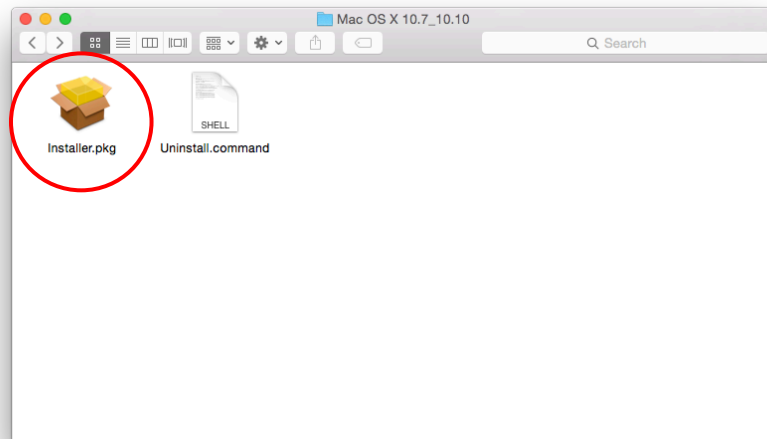 Mac OS X 10.7_10.10
Search
SHELL
Installer.pkg
Uninstall.command